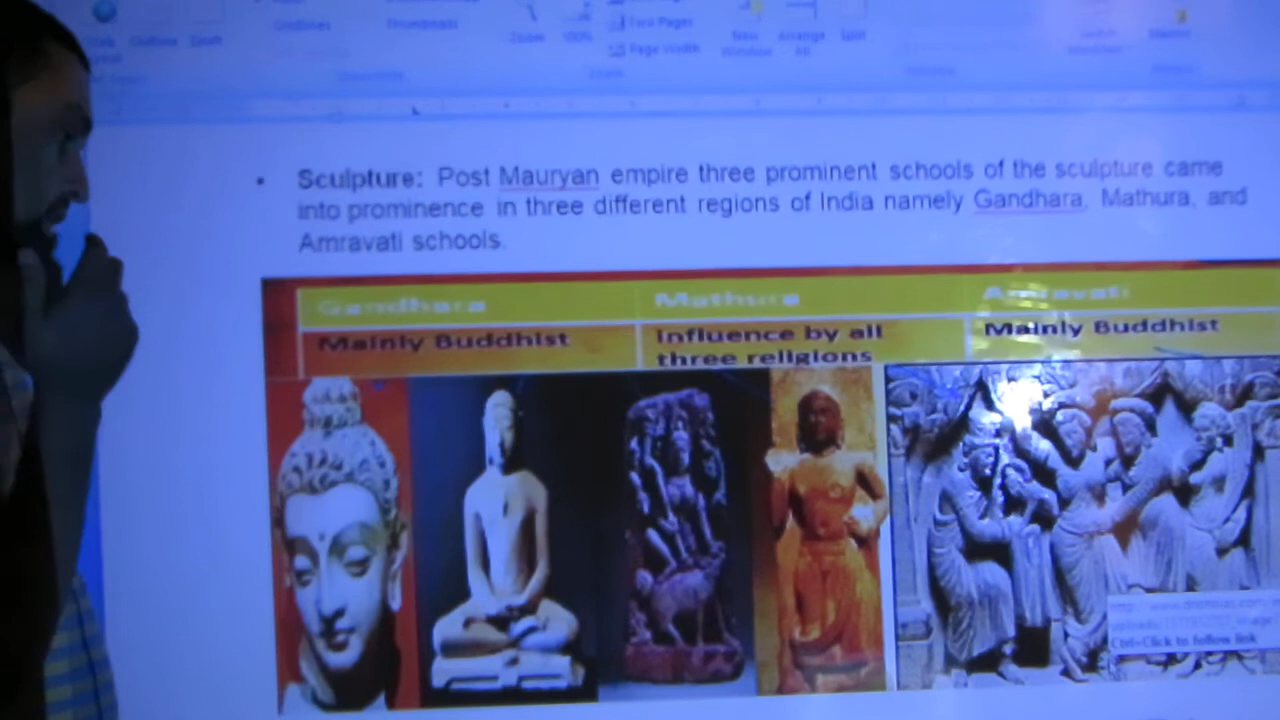 Thumbnails
Zoom 100%
Two Pages
Page Width
New Window
Arrange All
Split
• Sculpture: Post Mauryan empire three prominent schools of the sculpture came
into prominence in three different regions of India namely Gandhara, Mathura, and
Amravati schools.
Gandhara Mathura Amravati
Mainly Buddhist Influence by all Mainly Buddhist
three religions
Ctrl+Click to follow link